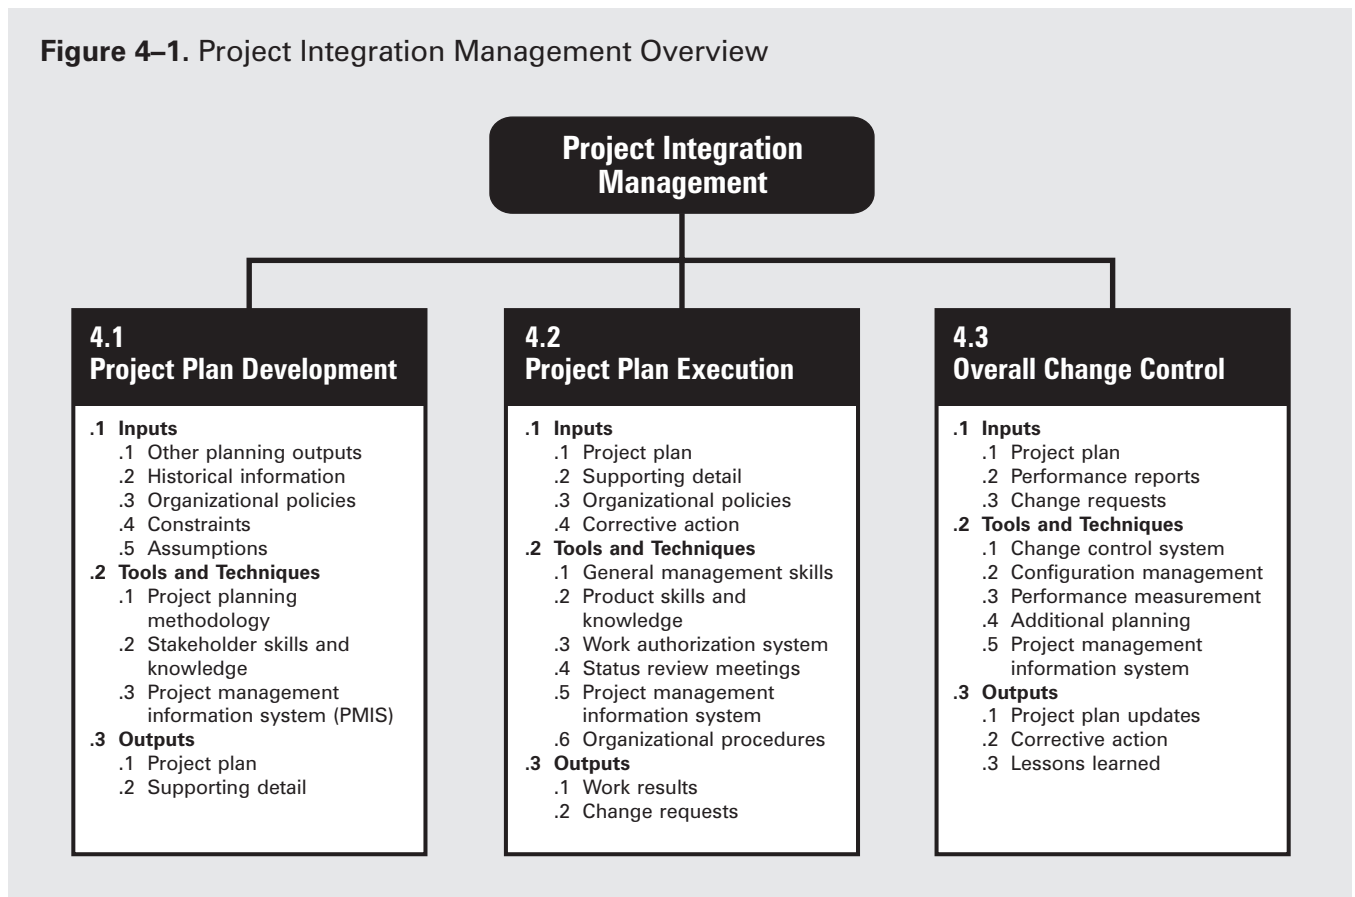 Figure 4–1. Project Integration Management Overview
Project Integration
Management
4.1
Project Plan Development
.1 Inputs
.1 Other planning outputs
.2 Historical information
.3 Organizational policies
.4 Constraints
.5 Assumptions
.2 Tools and Techniques
.1 Project planning
methodology
.2 Stakeholder skills and
knowledge
.3 Project management
information system (PMIS)
.3 Outputs
.1 Project plan
.2 Supporting detail
4.2
Project Plan Execution
.1 Inputs
.1 Project plan
.2 Supporting detail
.3 Organizational policies
.4 Corrective action
.2 Tools and Techniques
.1 General management skills
.2 Product skills and
knowledge
.3 Work authorization system
.4 Status review meetings
.5 Project management
information system
.6 Organizational procedures
.3 Outputs
.1 Work results
.2 Change requests
4.3
Overall Change Control
.1 Inputs
.1 Project plan
.2 Performance reports
.3 Change requests
.2 Tools and Techniques
.1 Change control system
.2 Configuration management
.3 Performance measurement
.4 Additional planning
.5 Project management
information system
.3 Outputs
.1 Project plan updates
.2 Corrective action
.3 Lessons learned